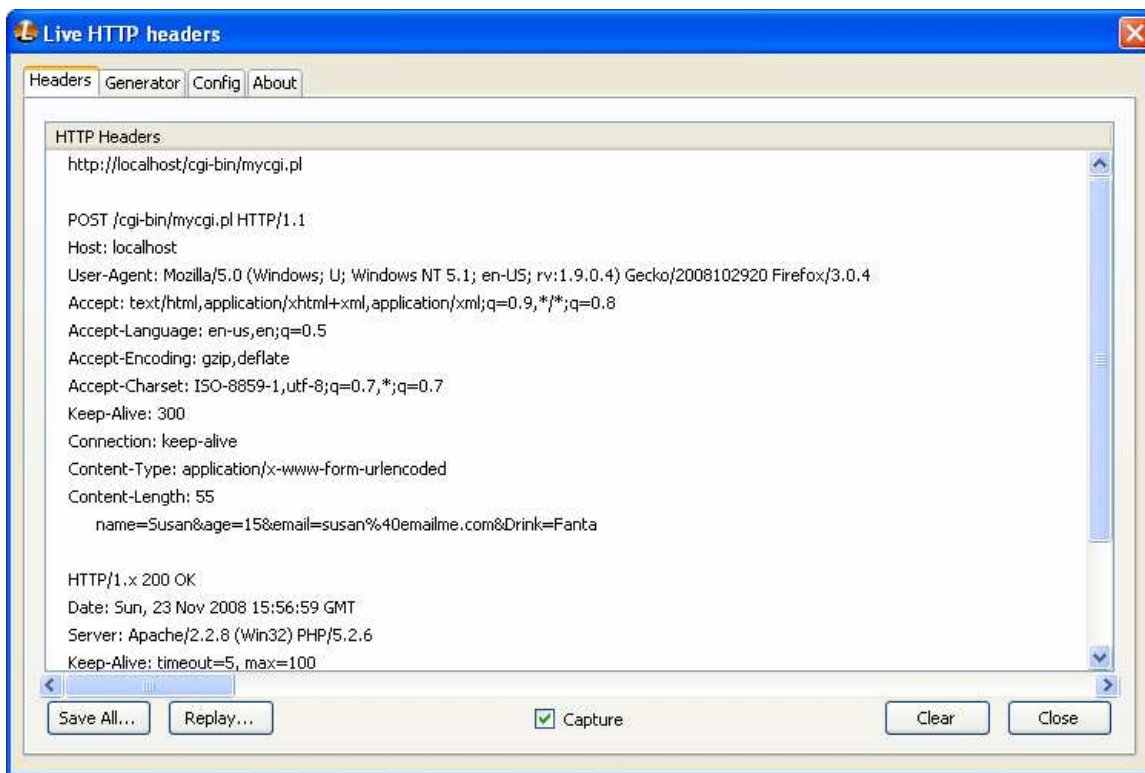 Live HTTP headers
Headers Generator Config About
HTTP Headers
http://localhost/cgi-bin/mycgi.pl
POST /cgi-bin/mycgi.pl HTTP/1.1
Host: localhost
User-Agent: Mozilla/5.0 (Windows; U; Windows NT 5.1; en-US; rv:1.9.0.4) Gecko/2008102920 Firefox/3.0.4
Accept: text/html,application/xhtml+xml,application/xml;q=0.9,*/*;q=0.8
Accept-Language: en-us,en;q=0.5
Accept-Encoding: gzip,deflate
Accept-Charset: ISO-8859-1,utf-8;q=0.7,*;q=0.7
Keep-Alive: 300
Connection: keep-alive
Content-Type: application/x-www-form-urlencoded
Content-Length: 55
name=Susan&age=15&email=susan%40emailme.com&Drink=Fanta
HTTP/1.x 200 OK
Date: Sun, 23 Nov 2008 15:56:59 GMT
Server: Apache/2.2.8 (Win32) PHP/5.2.6
Keep-Alive: timeout=5, max=100
Save All... Replay... Capture Clear Close